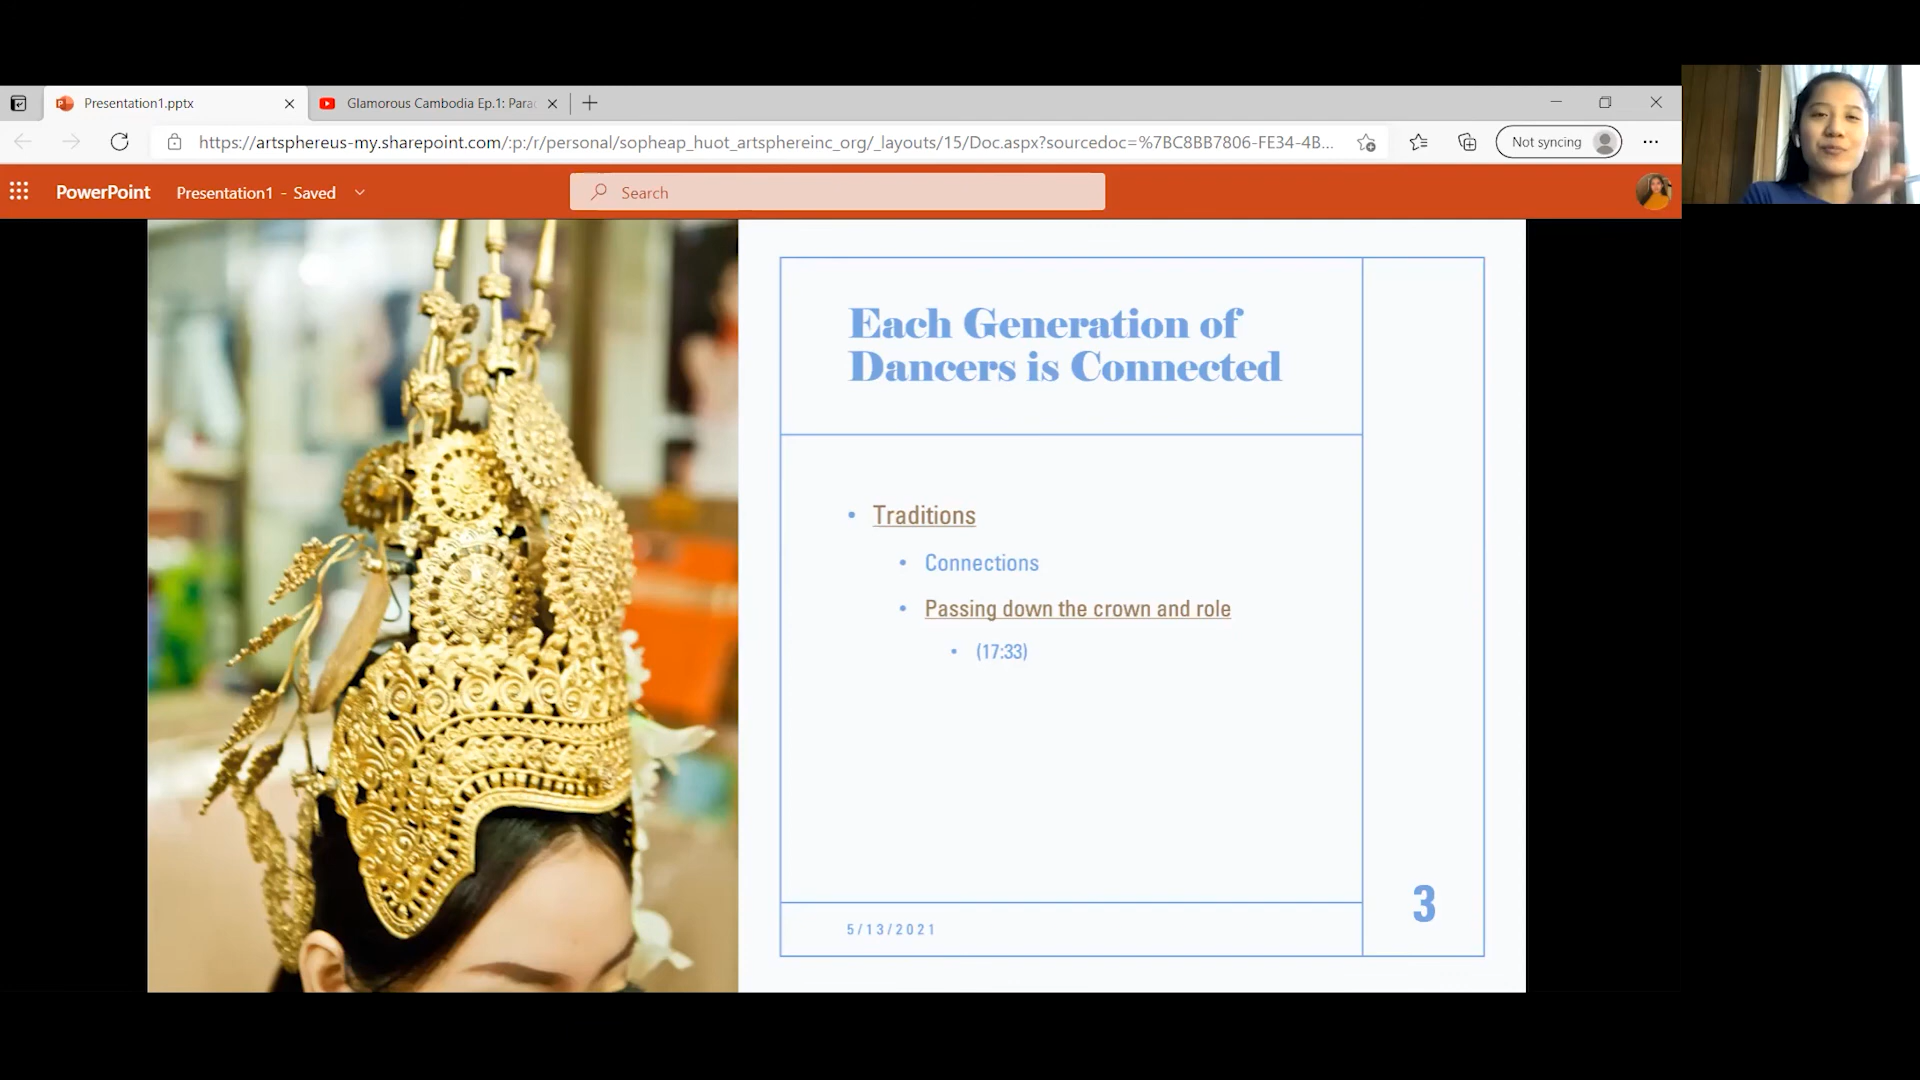 Presentation1.pptx
Glamorous Cambodia Ep.1: Para
https://artsphereus-my.sharepoint.com/:p:/r/personal/sopheap_huot_artsphereinc_org/_layouts/15/Doc.aspx?sourcedoc=%7BC8BB7806-FE34-4B...
Not syncing
PowerPoint
Presentation1 - Saved
Search
Each Generation of
Dancers is Connected
• Traditions
• Connections
• Passing down the crown and role
• (17:33)
5/13/2021
3